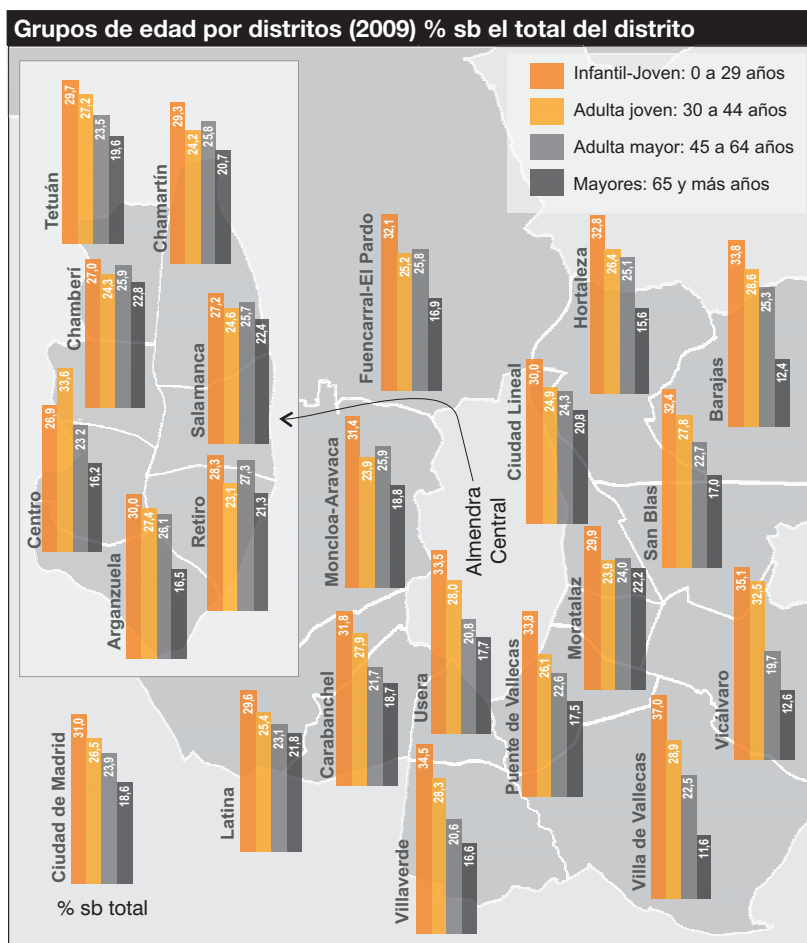 Grupos de edad por distritos (2009) % sb el total del distrito
Infantil-Joven: 0 a 29 años
Adulta joven: 30 a 44 años
Adulta mayor: 45 a 64 años
Mayores: 65 y más años
Tetuán
29,7
27,2
23,5
19,6
Chamartín
29,3
24,2
25,8
20,7
Chamberí
27,0
24,3
25,9
22,8
Salamanca
27,2
24,6
25,7
22,4
Centro
26,9
33,6
23,2
16,2
Arganzuela
30,0
27,4
26,1
16,5
Retiro
28,3
23,1
27,3
21,3
Fuencarral-El Pardo
32,1
25,2
25,8
16,9
Hortaleza
32,8
26,4
25,1
15,6
Barajas
33,8
28,6
25,3
12,4
Ciudad Lineal
30,0
24,9
24,3
20,8
San Blas
32,4
27,8
22,7
17,0
Moncloa-Aravaca
31,4
23,9
25,9
18,8
Almendra
Central
Moratalaz
29,9
23,9
24,0
22,2
Vicálvaro
35,1
32,5
19,7
12,6
Usera
33,5
28,0
20,8
17,7
Carabanchel
31,8
27,9
21,7
18,7
Puente de Vallecas
33,8
26,1
22,6
17,5
Villa de Vallecas
37,0
28,9
22,5
11,6
Latina
29,6
25,4
23,1
21,8
Villaverde
34,5
28,3
20,6
16,6
Ciudad de Madrid
31,0
26,5
23,9
18,6
% sb total